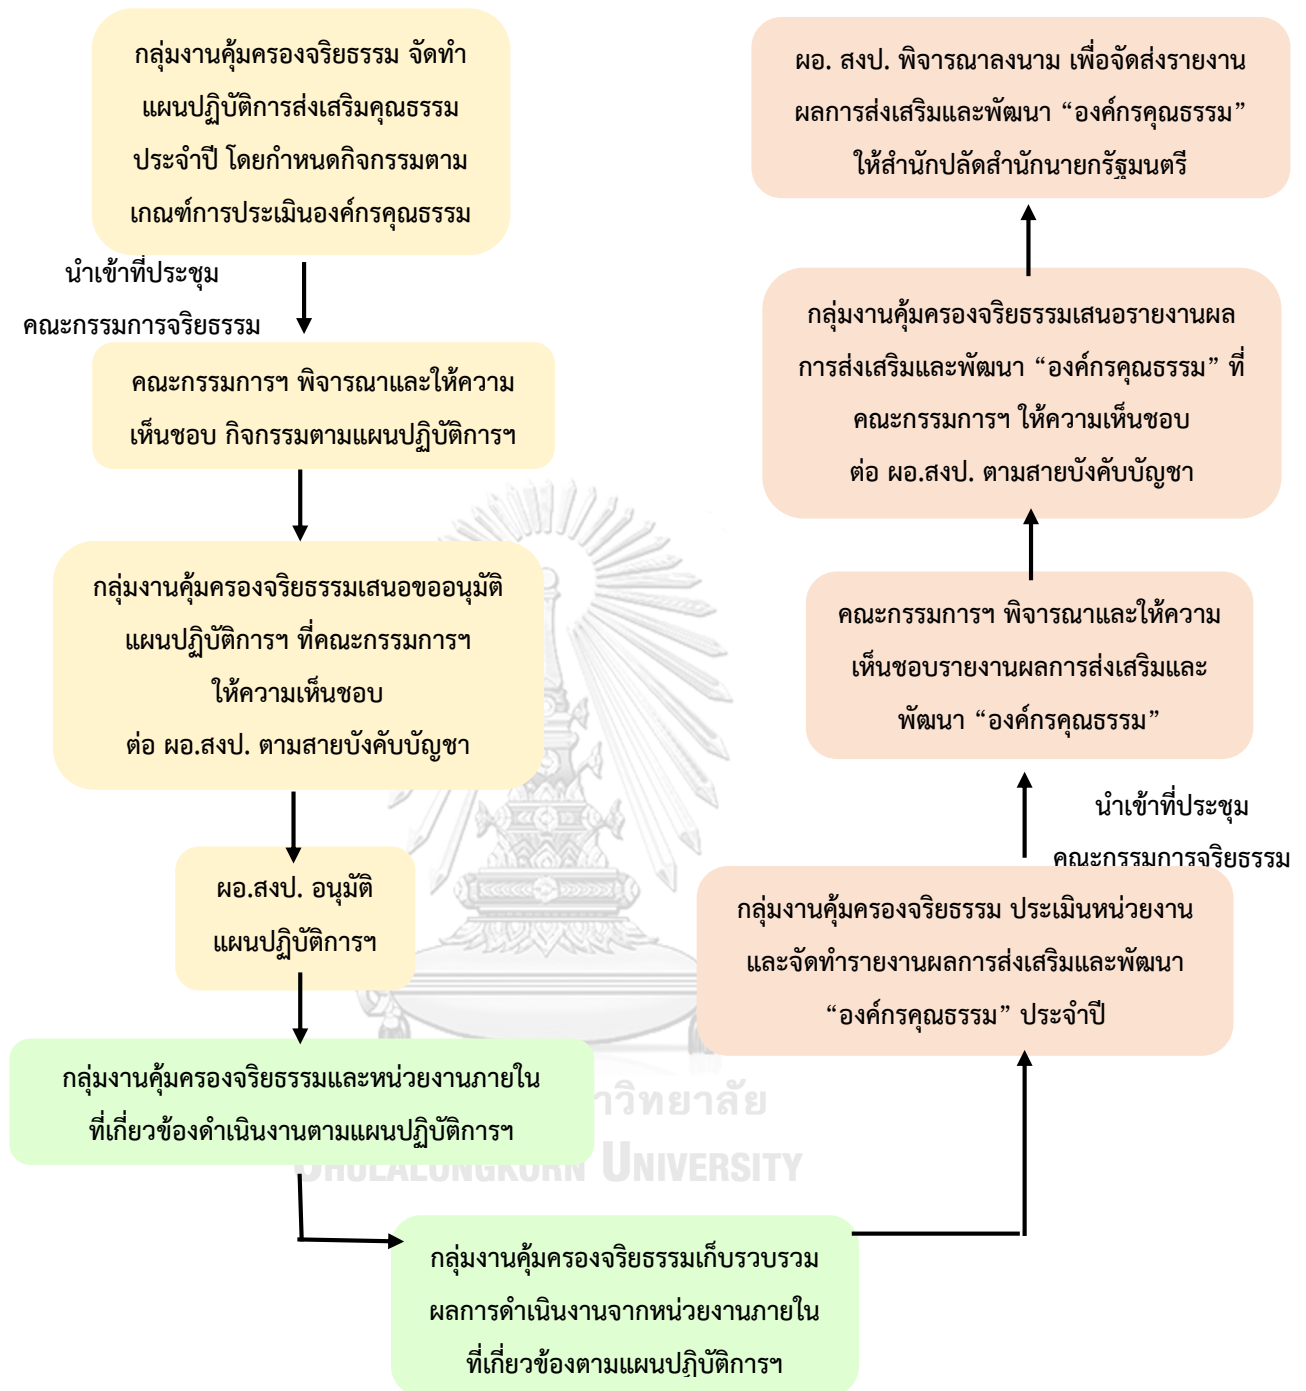 กลุ่มงานคุ้มครองจริยธรรม จัดทำ
แผนปฏิบัติการส่งเสริมคุณธรรม
ประจำปี โดยกำหนดกิจกรรมตาม
เกณฑ์การประเมินองค์กรคุณธรรม
นำเข้าที่ประชุม
คณะกรรมการจริยธรรม
คณะกรรมการฯ พิจารณาและให้ความ
เห็นชอบ กิจกรรมตามแผนปฏิบัติการฯ
กลุ่มงานคุ้มครองจริยธรรมเสนอขออนุมัติ
แผนปฏิบัติการฯ ที่คณะกรรมการฯ
ให้ความเห็นชอบ
ต่อ ผอ.สงป. ตามสายบังคับบัญชา
ผอ.สงป. อนุมัติ
แผนปฏิบัติการฯ
กลุ่มงานคุ้มครองจริยธรรมและหน่วยงานภายใน
ที่เกี่ยวข้องดำเนินงานตามแผนปฏิบัติการฯ
กลุ่มงานคุ้มครองจริยธรรมเก็บรวบรวม
ผลการดำเนินงานจากหน่วยงานภายใน
ที่เกี่ยวข้องตามแผนปฏิบัติการฯ
กลุ่มงานคุ้มครองจริยธรรม ประเมินหน่วยงาน
และจัดทำรายงานผลการส่งเสริมและพัฒนา
“องค์กรคุณธรรม” ประจำปี
นำเข้าที่ประชุม
คณะกรรมการจริยธรรม
คณะกรรมการฯ พิจารณาและให้ความ
เห็นชอบรายงานผลการส่งเสริมและ
พัฒนา “องค์กรคุณธรรม”
กลุ่มงานคุ้มครองจริยธรรมเสนอรายงานผล
การส่งเสริมและพัฒนา “องค์กรคุณธรรม” ที่
คณะกรรมการฯ ให้ความเห็นชอบ
ต่อ ผอ.สงป. ตามสายบังคับบัญชา
ผอ. สงป. พิจารณาลงนาม เพื่อจัดส่งรายงาน
ผลการส่งเสริมและพัฒนา “องค์กรคุณธรรม”
ให้สำนักปลัดสำนักนายกรัฐมนตรี
าวิทยาลัย
CHULALONGKORN UNIVERSITY